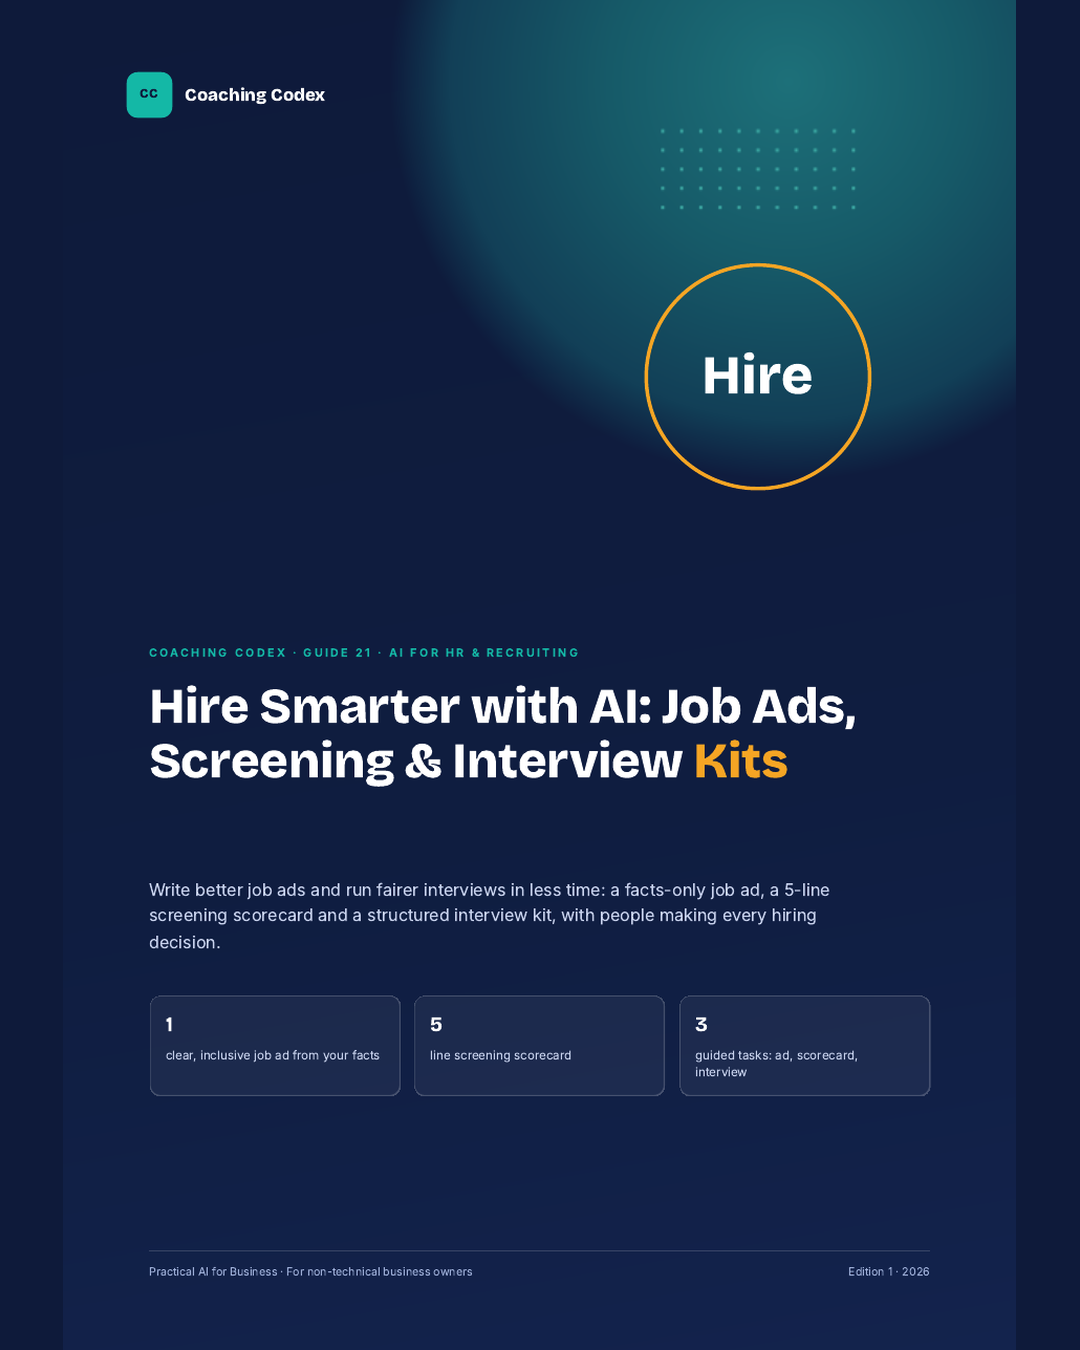 CC
Coaching Codex
Hire
COACHING CODEX · GUIDE 21 · AI FOR HR & RECRUITING
Hire Smarter with AI: Job Ads,
Screening & Interview Kits
Write better job ads and run fairer interviews in less time: a facts-only job ad, a 5-line
screening scorecard and a structured interview kit, with people making every hiring
decision.
1
clear, inclusive job ad from your facts
5
line screening scorecard
3
guided tasks: ad, scorecard,
interview
Practical AI for Business · For non-technical business owners
Edition 1 · 2026